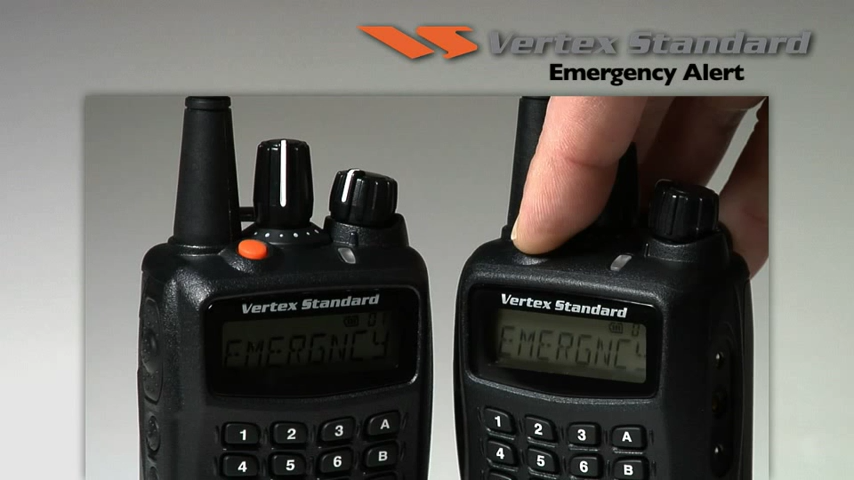 Vertex Standard
Emergency Alert
Vertex Standard
EMERGNCY
1 2 3 A
4 5 6 B
Vertex Standard
EMERGNCY
1 2 3 A
4 5 6 B